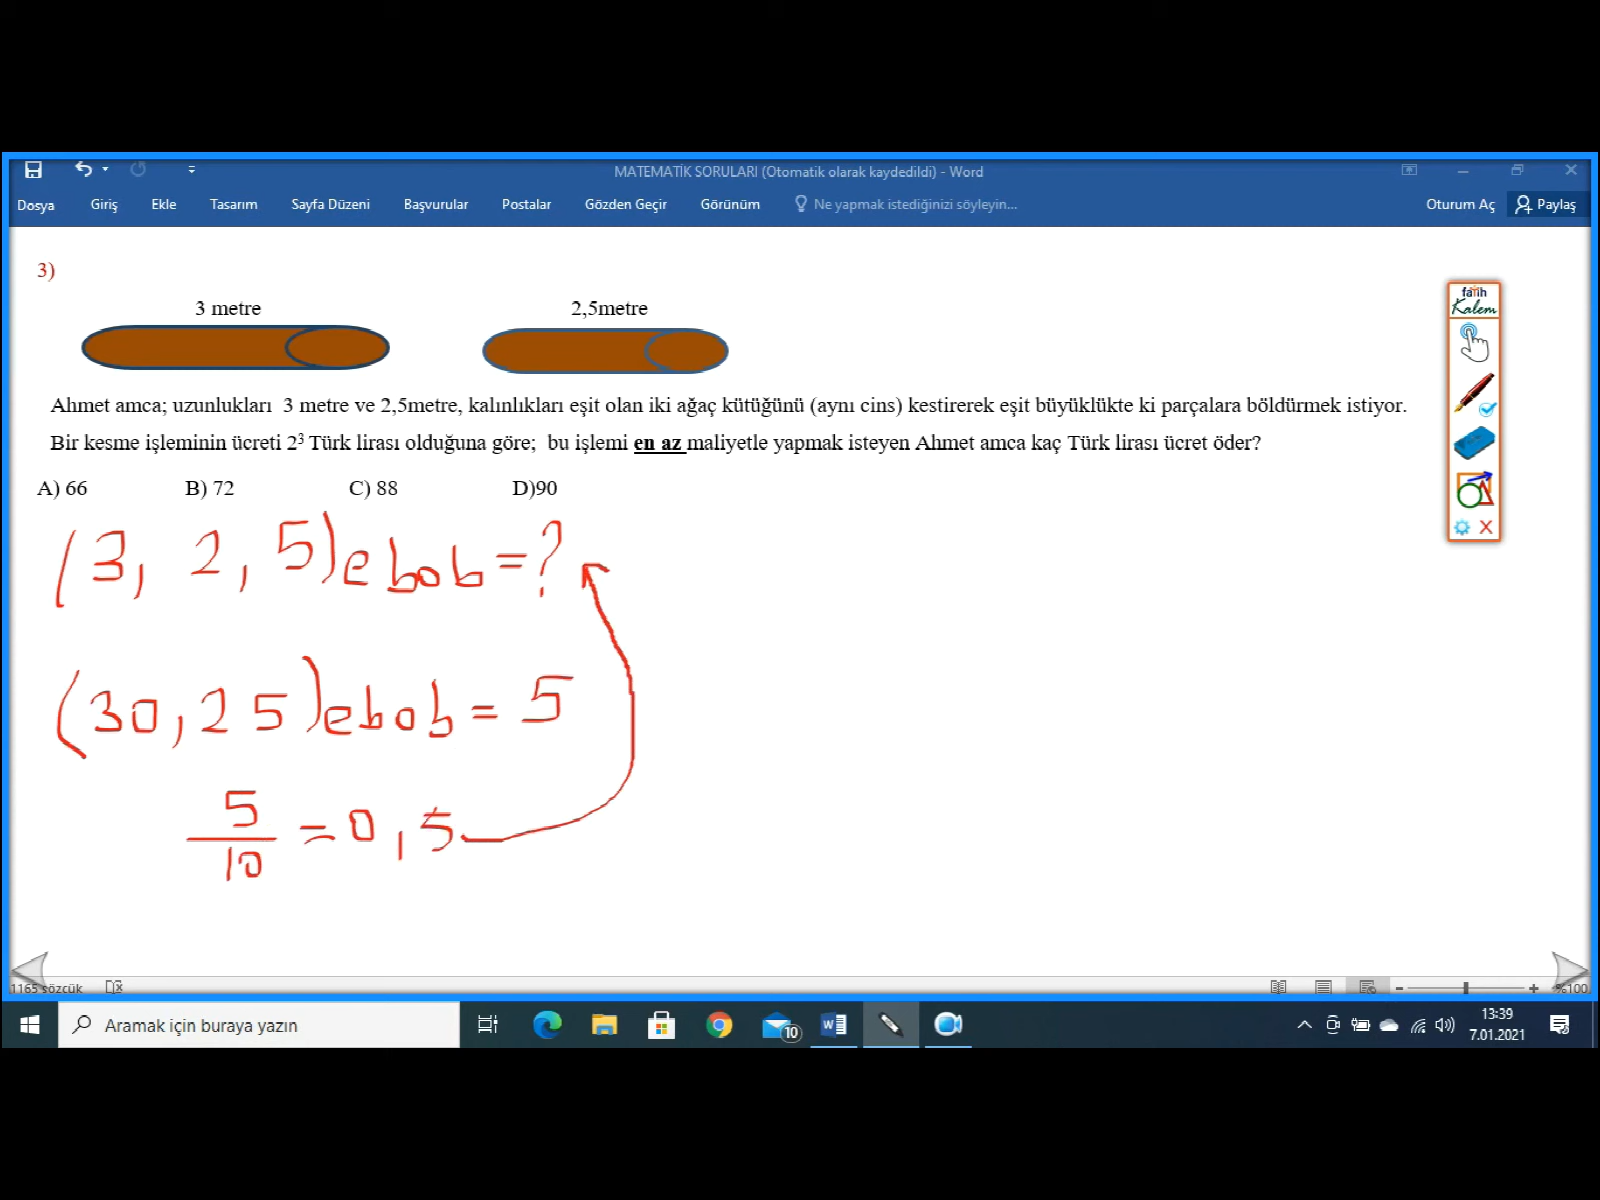 MATEMATİK SORULARI (Otomatik olarak kaydedildi) - Word
Dosya Giriş Ekle Tasarım Sayfa Düzeni Başvurular Postalar Gözden Geçir Görünüm Ne yapmak istediğinizi söyleyin... Oturum Aç Paylaş
3)
3 metre 2,5metre
fatih
Kalem
Ahmet amca; uzunlukları 3 metre ve 2,5metre, kalınlıkları eşit olan iki ağaç kütüğünü (aynı cins) kestirerek eşit büyüklükte ki parçalara böldürmek istiyor.
Bir kesme işleminin ücreti 2³ Türk lirası olduğuna göre; bu işlemi en az maliyetle yapmak isteyen Ahmet amca kaç Türk lirası ücret öder?
A) 66 B) 72 C) 88 D)90
X
(3, 2,5)ebob=?
(30,25)ebob=5
5/10=0,5
1165 sözcük %100
Aramak için buraya yazın 10 13:39
7.01.2021